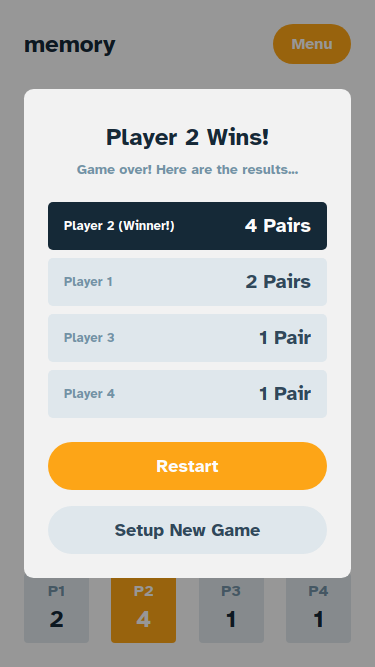 memory
Menu
Player 2 Wins!
Game over! Here are the results...
Player 2 (Winner!) 4 Pairs
Player 1 2 Pairs
Player 3 1 Pair
Player 4 1 Pair
Restart
Setup New Game
P1 P2 P3 P4
2 4 1 1